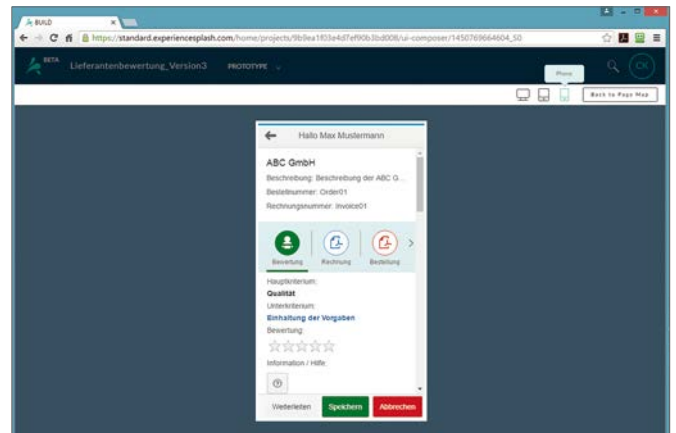 BUILD
https://standard.experiencesplash.com/home/projects/9b9ea1f03e4d7ef90b3bd008/ui-composer/1450769664604_S0
BETA
Lieferantenbewertung_Version3
PROTOTYPE
CK
Phone
Back to Page Map
Hallo Max Mustermann
ABC GmbH
Beschreibung: Beschreibung der ABC G...
Bestellnummer: Order01
Rechnungsnummer: Invoice01
Bewertung Rechnung Bestellung
Hauptkriterium:
Qualität
Unterkriterium:
Einhaltung der Vorgaben
Bewertung:
Information / Hilfe:
Weiterleiten Speichern Abbrechen